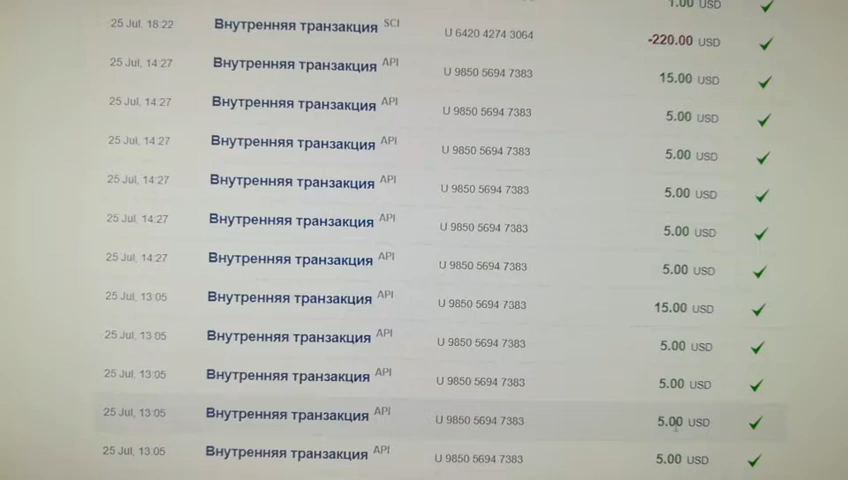 1.00 USD
25 Jul, 18:22 Внутренняя транзакция SCI U 6420 4274 3064 -220.00 USD
25 Jul, 14:27 Внутренняя транзакция API U 9850 5694 7383 15.00 USD
25 Jul, 14:27 Внутренняя транзакция API U 9850 5694 7383 5.00 USD
25 Jul, 14:27 Внутренняя транзакция API U 9850 5694 7383 5.00 USD
25 Jul, 14:27 Внутренняя транзакция API U 9850 5694 7383 5.00 USD
25 Jul, 14:27 Внутренняя транзакция API U 9850 5694 7383 5.00 USD
25 Jul, 14:27 Внутренняя транзакция API U 9850 5694 7383 5.00 USD
25 Jul, 13:05 Внутренняя транзакция API U 9850 5694 7383 15.00 USD
25 Jul, 13:05 Внутренняя транзакция API U 9850 5694 7383 5.00 USD
25 Jul, 13:05 Внутренняя транзакция API U 9850 5694 7383 5.00 USD
25 Jul, 13:05 Внутренняя транзакция API U 9850 5694 7383 5.00 USD
25 Jul, 13:05 Внутренняя транзакция API U 9850 5694 7383 5.00 USD